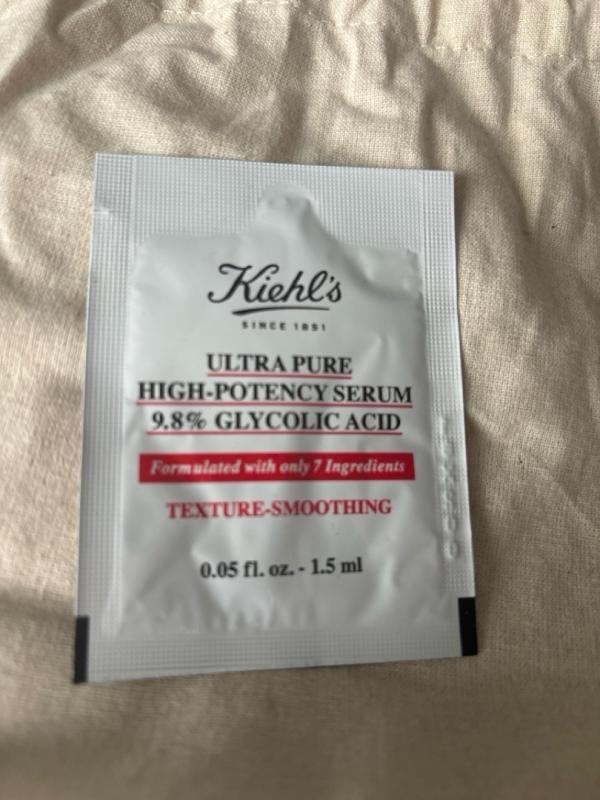 Kiehl's
SINCE 1851
ULTRA PURE
HIGH-POTENCY SERUM
9.8% GLYCOLIC ACID
Formulated with only 7 Ingredients
TEXTURE-SMOOTHING
0.05 fl. oz. - 1.5 ml